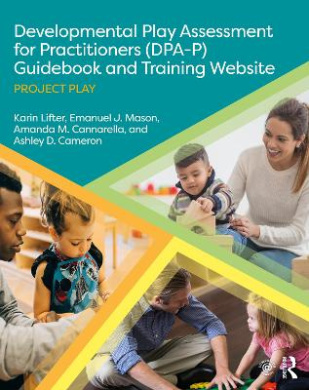 Developmental Play Assessment
for Practitioners (DPA-P)
Guidebook and Training Website
PROJECT PLAY
Karin Lifter, Emanuel J. Mason,
Amanda M. Cannarella, and
Ashley D. Cameron
R